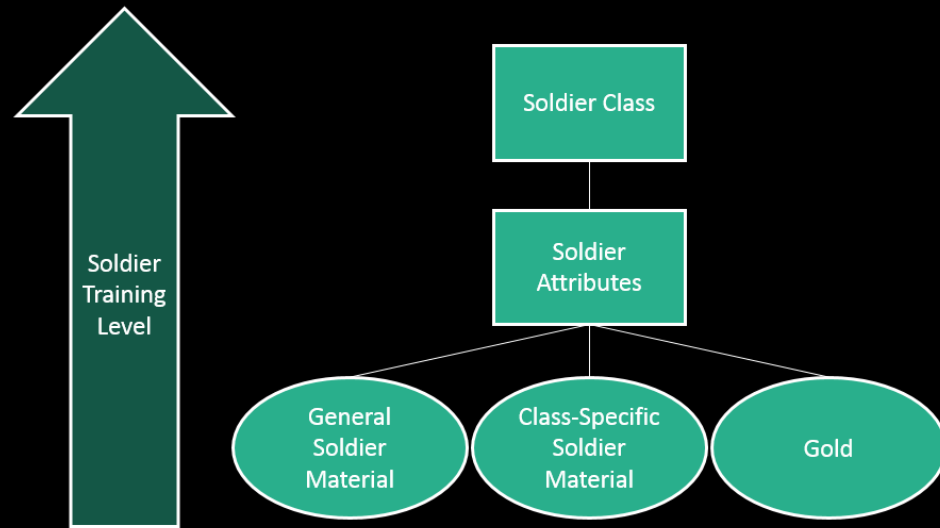 Soldier Class
Soldier
Attributes
Soldier
Training
Level
General
Soldier
Material
Class-Specific
Soldier
Material
Gold